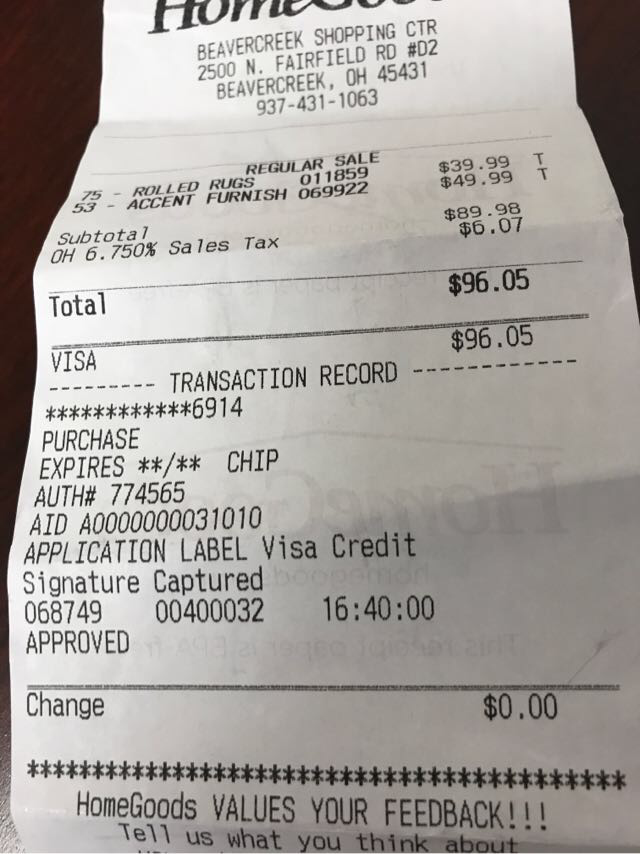 HomeGoods
BEAVERCREEK SHOPPING CTR
2500 N. FAIRFIELD RD #D2
BEAVERCREEK, OH 45431
937-431-1063
REGULAR SALE
75 - ROLLED RUGS 011859 $39.99 T
53 - ACCENT FURNISH 069922 $49.99 T
Subtotal $89.98
OH 6.750% Sales Tax $6.07
Total $96.05
VISA $96.05
--------- TRANSACTION RECORD -------------
************6914
PURCHASE
EXPIRES **/** CHIP
AUTH# 774565
AID A0000000031010
APPLICATION LABEL Visa Credit
Signature Captured
068749 00400032 16:40:00
APPROVED
Change $0.00
******************************************
HomeGoods VALUES YOUR FEEDBACK!!!
Tell us what you think about